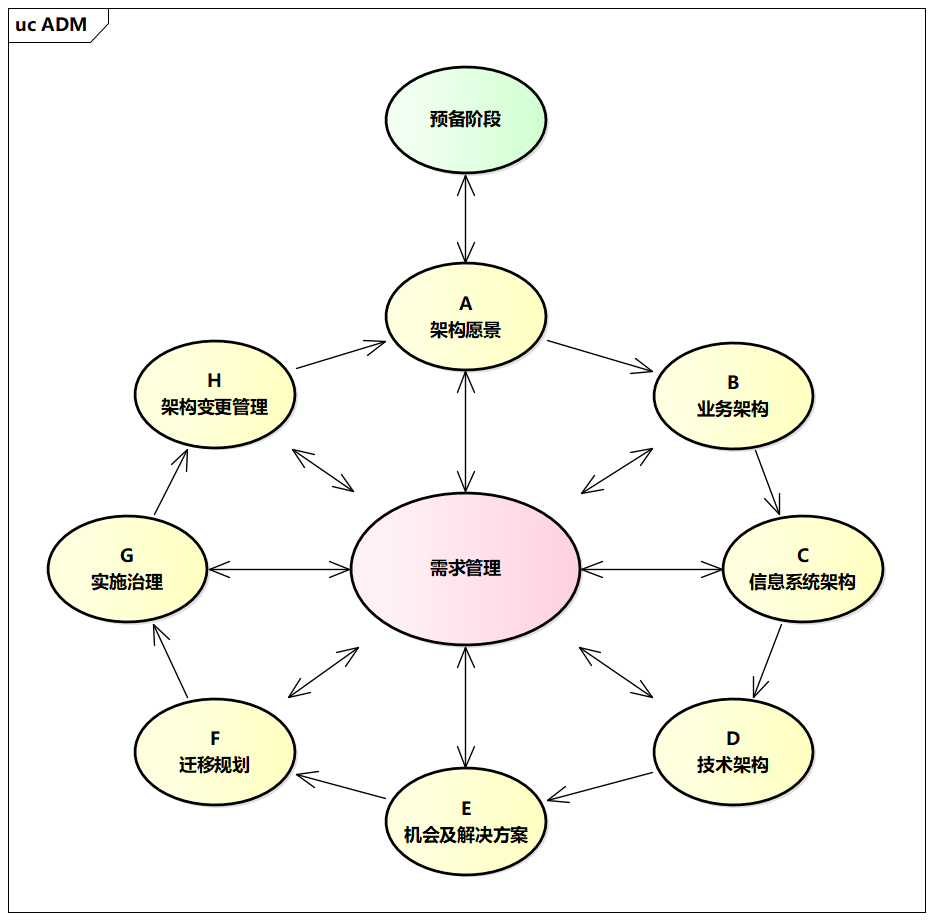 uc ADM
预备阶段
A
架构愿景
B
业务架构
C
信息系统架构
D
技术架构
E
机会及解决方案
F
迁移规划
G
实施治理
H
架构变更管理
需求管理